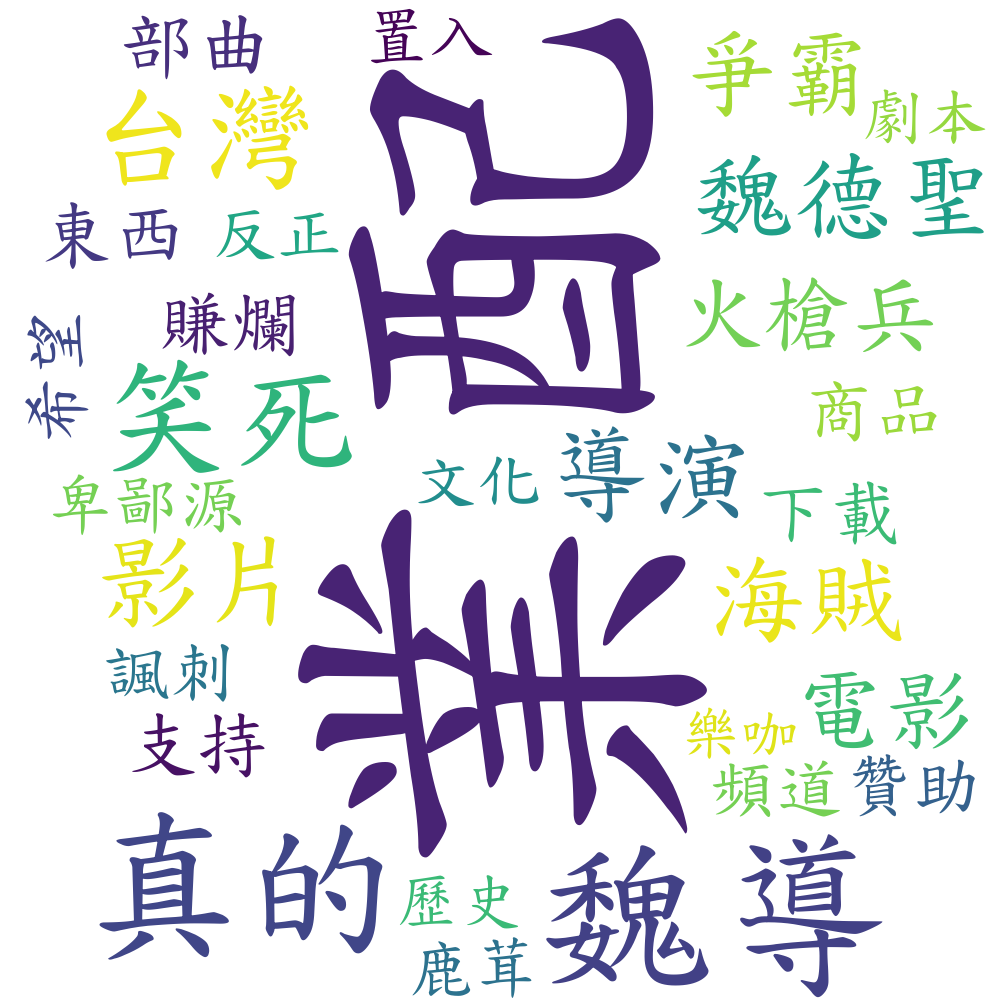 部曲
置入
爭霸
台灣
劇本
魏德聖
東西
反正
業配
火槍兵
賺爛
希望
笑死
商品
導演
文化
卑鄙源
下載
影片
海賊
諷刺
電影
支持
樂咖
頻道
贊助
真的
魏導
歷史
鹿茸